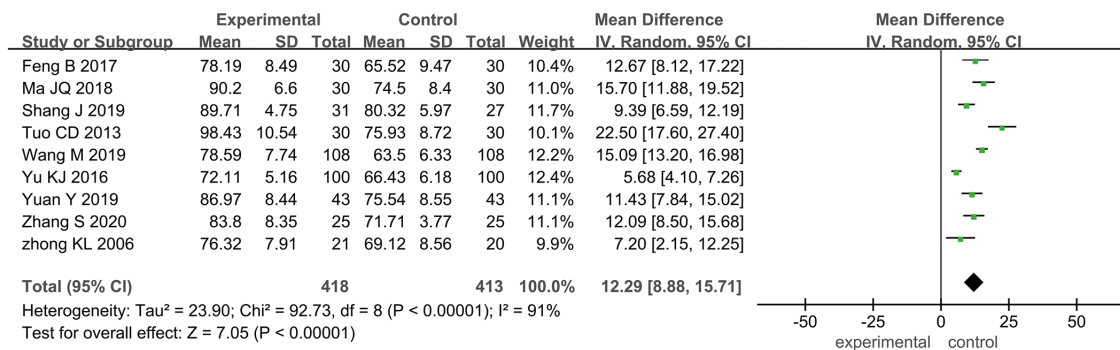 Experimental Control Mean Difference Mean Difference
Study or Subgroup Mean SD Total Mean SD Total Weight IV, Random, 95% CI IV, Random, 95% CI
Feng B 2017 78.19 8.49 30 65.52 9.47 30 10.4% 12.67 [8.12, 17.22]
Ma JQ 2018 90.2 6.6 30 74.5 8.4 30 11.0% 15.70 [11.88, 19.52]
Shang J 2019 89.71 4.75 31 80.32 5.97 27 11.7% 9.39 [6.59, 12.19]
Tuo CD 2013 98.43 10.54 30 75.93 8.72 30 10.1% 22.50 [17.60, 27.40]
Wang M 2019 78.59 7.74 108 63.5 6.33 108 12.2% 15.09 [13.20, 16.98]
Yu KJ 2016 72.11 5.16 100 66.43 6.18 100 12.4% 5.68 [4.10, 7.26]
Yuan Y 2019 86.97 8.44 43 75.54 8.55 43 11.2% 11.43 [7.84, 15.02]
Zhang S 2020 83.8 8.35 25 71.71 3.77 25 11.1% 12.09 [8.50, 15.68]
zhong KL 2006 76.32 7.91 21 69.12 8.56 20 9.9% 7.20 [2.15, 12.25]
Total (95% CI) 418 413 100.0% 12.29 [8.88, 15.71]
Heterogeneity: Tau² = 23.90; Chi² = 92.73, df = 8 (P < 0.00001); I² = 91%
Test for overall effect: Z = 7.05 (P < 0.00001)
-50 -25 0 25 50
experimental control